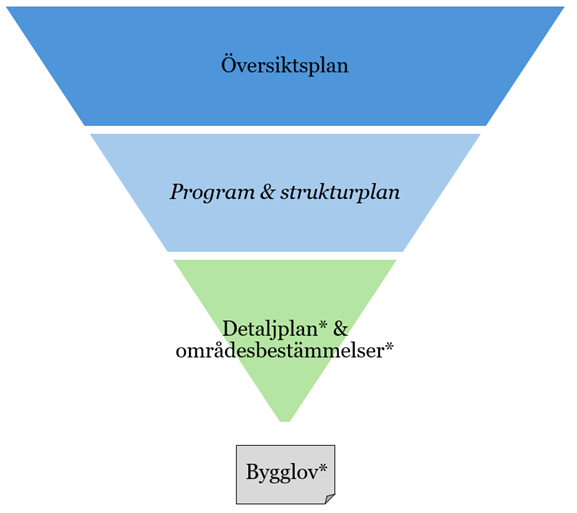 Översiktsplan
Program & strukturplan
Detaljplan* &
områdesbestämmelser*
Bygglov*